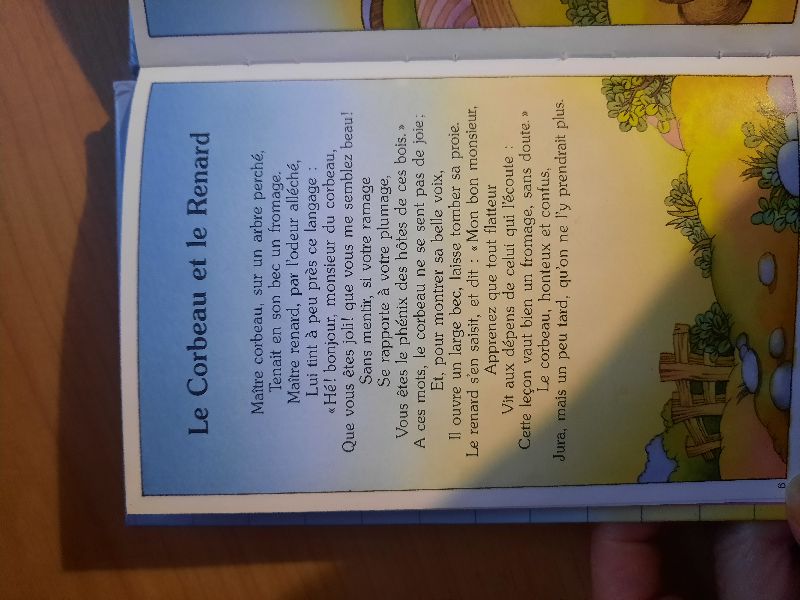 Le Corbeau et le Renard
Maître corbeau, sur un arbre perché,
Tenait en son bec un fromage.
Maître renard, par l'odeur alléché,
Lui tint à peu près ce langage :
« Hé! bonjour, monsieur du corbeau,
Que vous êtes joli! que vous me semblez beau!
Sans mentir, si votre ramage
Se rapporte à votre plumage,
Vous êtes le phénix des hôtes de ces bois. »
A ces mots, le corbeau ne se sent pas de joie;
Et, pour montrer sa belle voix,
Il ouvre un large bec, laisse tomber sa proie.
Le renard s'en saisit, et dit : « Mon bon monsieur,
Apprenez que tout flatteur
Vit aux dépens de celui qui l'écoute :
Cette leçon vaut bien un fromage, sans doute. »
Le corbeau, honteux et confus,
Jura, mais un peu tard, qu'on ne l'y prendrait plus.